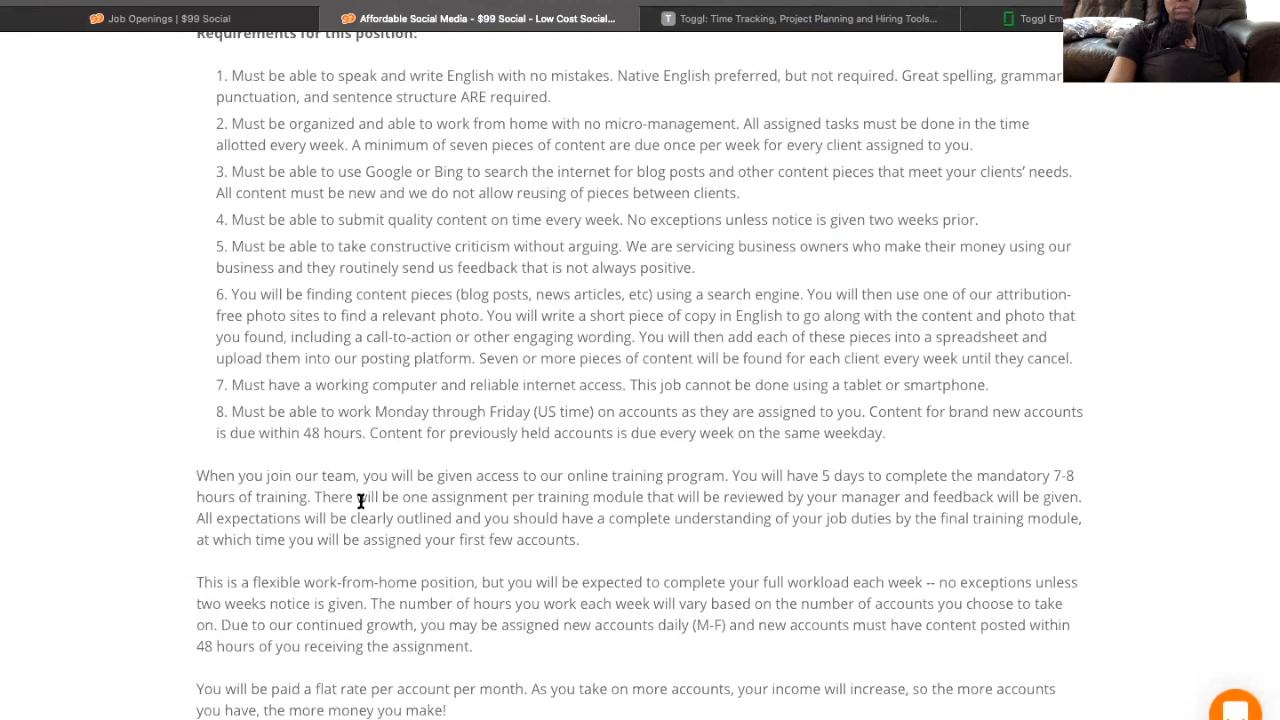 Job Openings | $99 Social
Affordable Social Media - $99 Social - Low Cost Social...
T Toggl: Time Tracking, Project Planning and Hiring Tools...
Toggl Em
Requirements for this position:
1. Must be able to speak and write English with no mistakes. Native English preferred, but not required. Great spelling, grammar
punctuation, and sentence structure ARE required.
2. Must be organized and able to work from home with no micro-management. All assigned tasks must be done in the time
allotted every week. A minimum of seven pieces of content are due once per week for every client assigned to you.
3. Must be able to use Google or Bing to search the internet for blog posts and other content pieces that meet your clients’ needs.
All content must be new and we do not allow reusing of pieces between clients.
4. Must be able to submit quality content on time every week. No exceptions unless notice is given two weeks prior.
5. Must be able to take constructive criticism without arguing. We are servicing business owners who make their money using our
business and they routinely send us feedback that is not always positive.
6. You will be finding content pieces (blog posts, news articles, etc) using a search engine. You will then use one of our attribution-
free photo sites to find a relevant photo. You will write a short piece of copy in English to go along with the content and photo that
you found, including a call-to-action or other engaging wording. You will then add each of these pieces into a spreadsheet and
upload them into our posting platform. Seven or more pieces of content will be found for each client every week until they cancel.
7. Must have a working computer and reliable internet access. This job cannot be done using a tablet or smartphone.
8. Must be able to work Monday through Friday (US time) on accounts as they are assigned to you. Content for brand new accounts
is due within 48 hours. Content for previously held accounts is due every week on the same weekday.
When you join our team, you will be given access to our online training program. You will have 5 days to complete the mandatory 7-8
hours of training. There will be one assignment per training module that will be reviewed by your manager and feedback will be given.
All expectations will be clearly outlined and you should have a complete understanding of your job duties by the final training module,
at which time you will be assigned your first few accounts.
This is a flexible work-from-home position, but you will be expected to complete your full workload each week -- no exceptions unless
two weeks notice is given. The number of hours you work each week will vary based on the number of accounts you choose to take
on. Due to our continued growth, you may be assigned new accounts daily (M-F) and new accounts must have content posted within
48 hours of you receiving the assignment.
You will be paid a flat rate per account per month. As you take on more accounts, your income will increase, so the more accounts
you have, the more money you make!